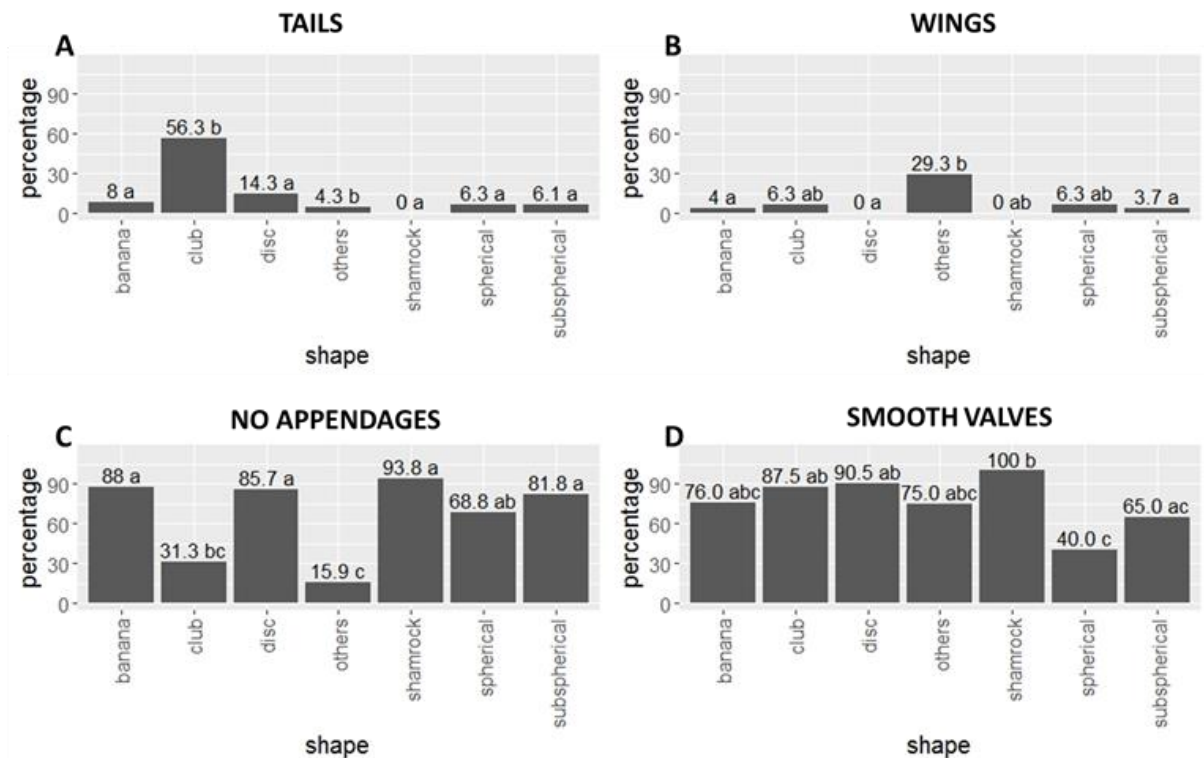 TAILS
A
percentage
90
60
30
0
8 a
56.3 b
14.3 a
4.3 b
0 a
6.3 a
6.1 a
banana
club
disc
others
shamrock
spherical
subspherical
shape
WINGS
B
percentage
90
60
30
0
4 a
6.3 ab
0 a
29.3 b
0 ab
6.3 ab
3.7 a
banana
club
disc
others
shamrock
spherical
subspherical
shape
NO APPENDAGES
C
percentage
90
60
30
0
88 a
31.3 bc
85.7 a
15.9 c
93.8 a
68.8 ab
81.8 a
banana
club
disc
others
shamrock
spherical
subspherical
shape
SMOOTH VALVES
D
percentage
90
60
30
0
76.0 abc
87.5 ab
90.5 ab
75.0 abc
100 b
40.0 c
65.0 ac
banana
club
disc
others
shamrock
spherical
subspherical
shape